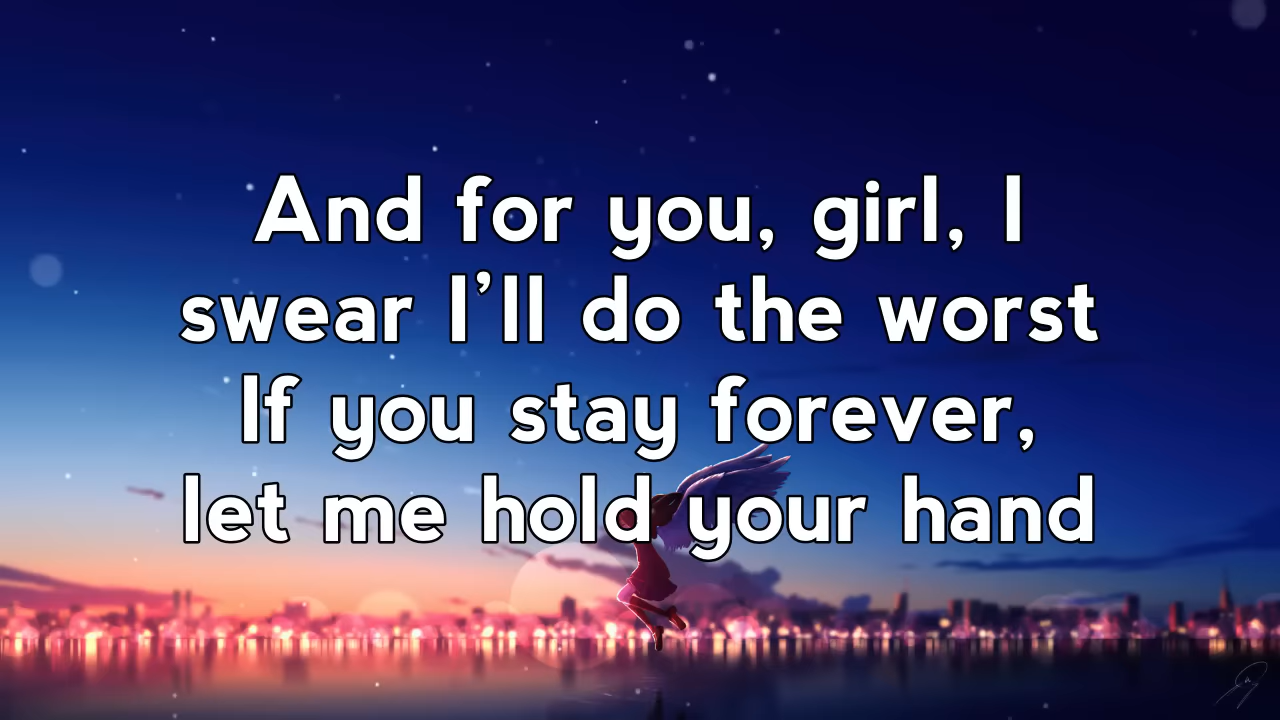 And for you, girl, I
swear I’ll do the worst
If you stay forever,
let me hold your hand